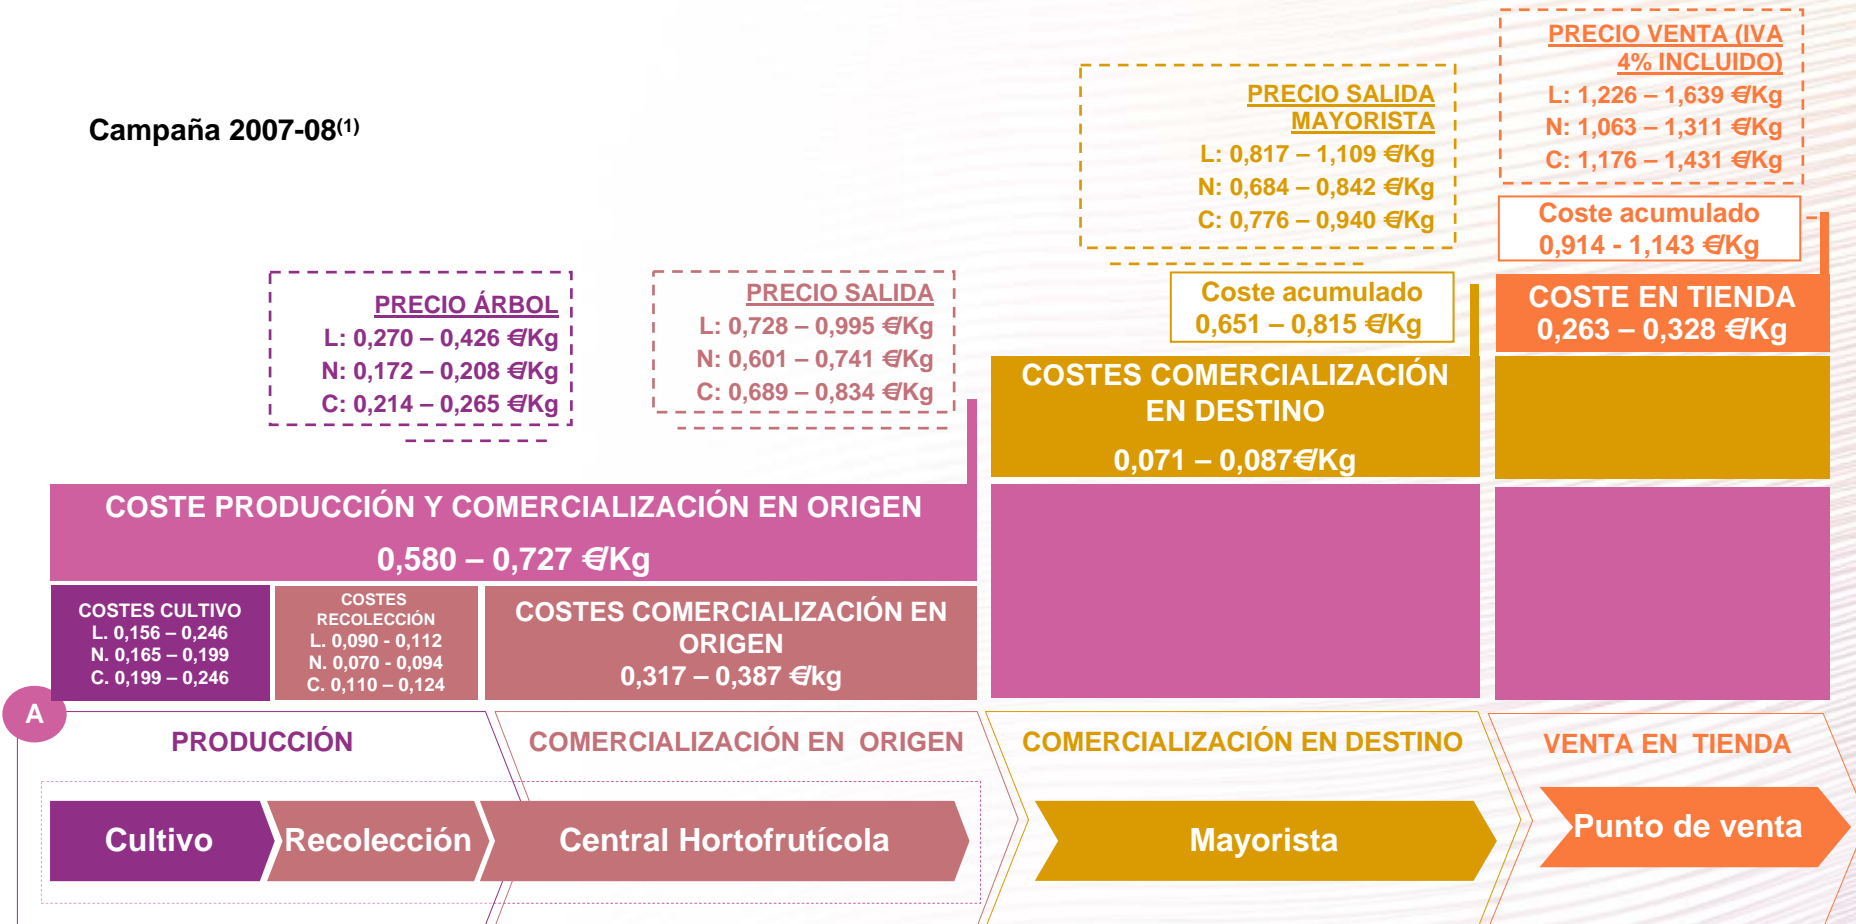 Campaña 2007-08(1)
PRECIO ÁRBOL
L: 0,270 – 0,426 €/Kg
N: 0,172 – 0,208 €/Kg
C: 0,214 – 0,265 €/Kg
PRECIO SALIDA
L: 0,728 – 0,995 €/Kg
N: 0,601 – 0,741 €/Kg
C: 0,689 – 0,834 €/Kg
PRECIO SALIDA
MAYORISTA
L: 0,817 – 1,109 €/Kg
N: 0,684 – 0,842 €/Kg
C: 0,776 – 0,940 €/Kg
PRECIO VENTA (IVA
4% INCLUIDO)
L: 1,226 – 1,639 €/Kg
N: 1,063 – 1,311 €/Kg
C: 1,176 – 1,431 €/Kg
Coste acumulado
0,651 – 0,815 €/Kg
Coste acumulado
0,914 - 1,143 €/Kg
COSTE EN TIENDA
0,263 – 0,328 €/Kg
COSTES COMERCIALIZACIÓN
EN DESTINO
0,071 – 0,087€/Kg
COSTE PRODUCCIÓN Y COMERCIALIZACIÓN EN ORIGEN
0,580 – 0,727 €/Kg
COSTES CULTIVO
L. 0,156 – 0,246
N. 0,165 – 0,199
C. 0,199 – 0,246
COSTES
RECOLECCIÓN
L. 0,090 - 0,112
N. 0,070 - 0,094
C. 0,110 – 0,124
COSTES COMERCIALIZACIÓN EN
ORIGEN
0,317 – 0,387 €/kg
A
PRODUCCIÓN
COMERCIALIZACIÓN EN ORIGEN
COMERCIALIZACIÓN EN DESTINO
VENTA EN TIENDA
Cultivo
Recolección
Central Hortofrutícola
Mayorista
Punto de venta